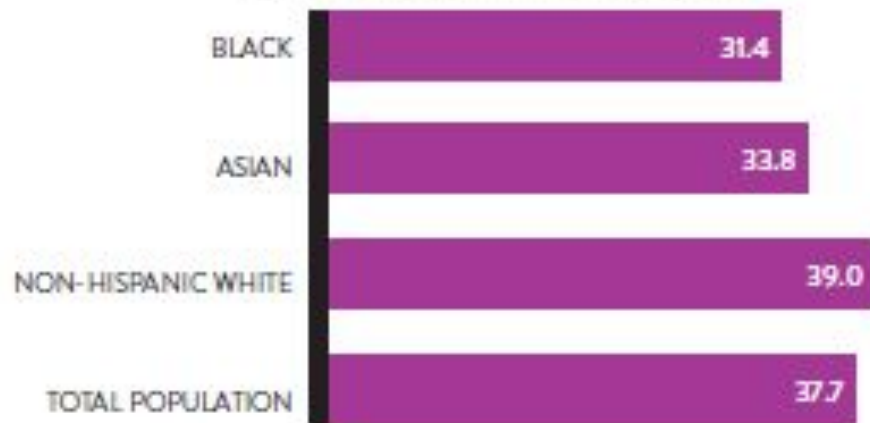 BLACK 31.4
ASIAN 33.8
NON-HISPANIC WHITE 39.0
TOTAL POPULATION 37.7